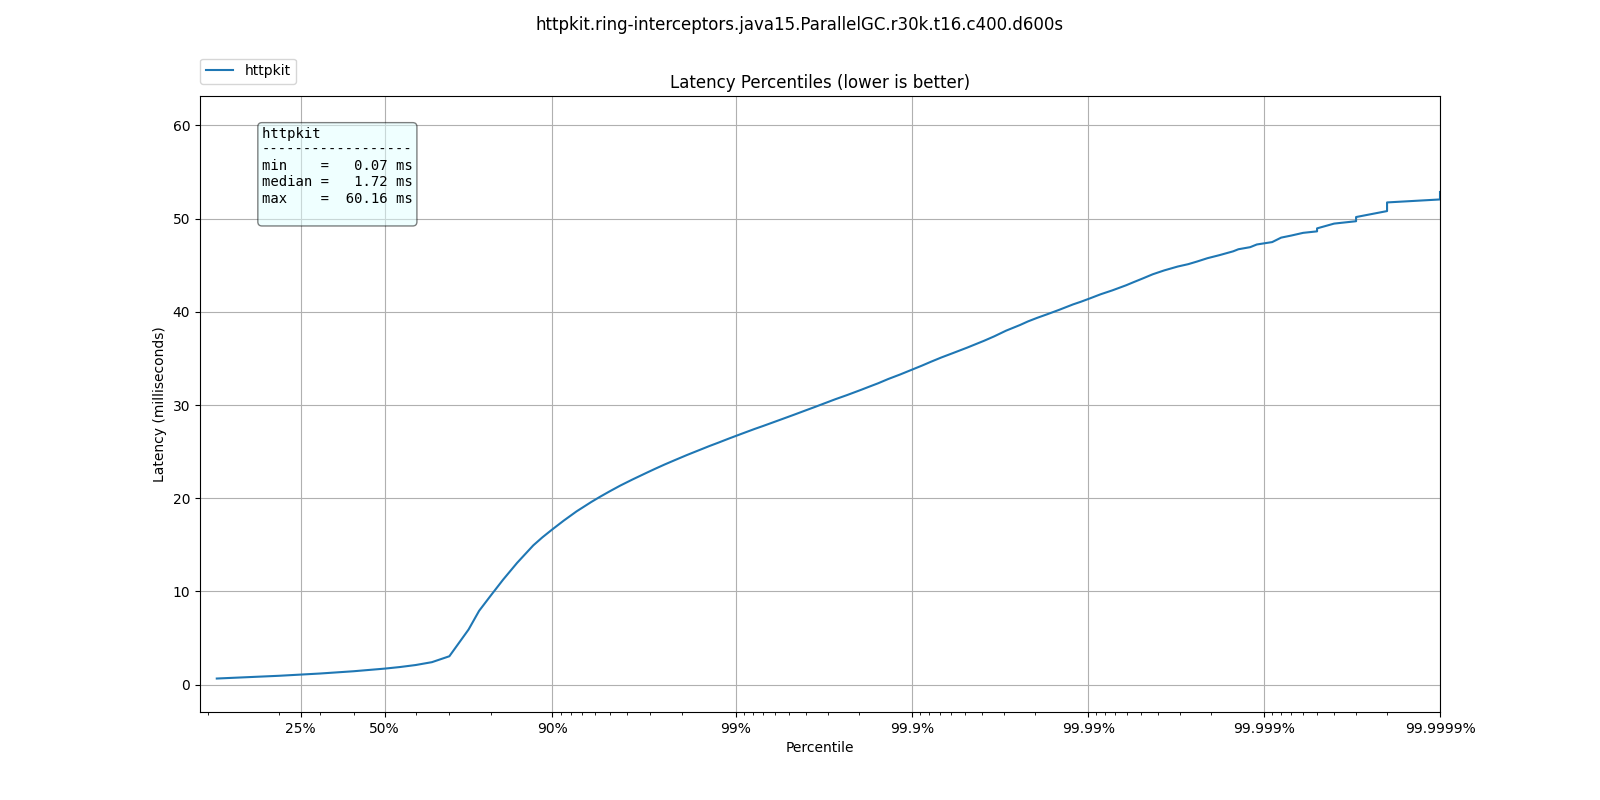 httpkit.ring-interceptors.java15.ParallelGC.r30k.t16.c400.d600s
httpkit
Latency Percentiles (lower is better)
httpkit
------------------
min    =   0.07 ms
median =   1.72 ms
max    =  60.16 ms
60
50
40
30
20
10
0
Latency (milliseconds)
25% 50% 90% 99% 99.9% 99.99% 99.999% 99.9999%
Percentile